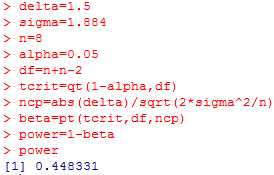 > delta=1.5
> sigma=1.884
> n=8
> alpha=0.05
> df=n+n-2
> tcrit=qt(1-alpha,df)
> ncp=abs(delta)/sqrt(2*sigma^2/n)
> beta=pt(tcrit,df,ncp)
> power=1-beta
> power
[1] 0.448331